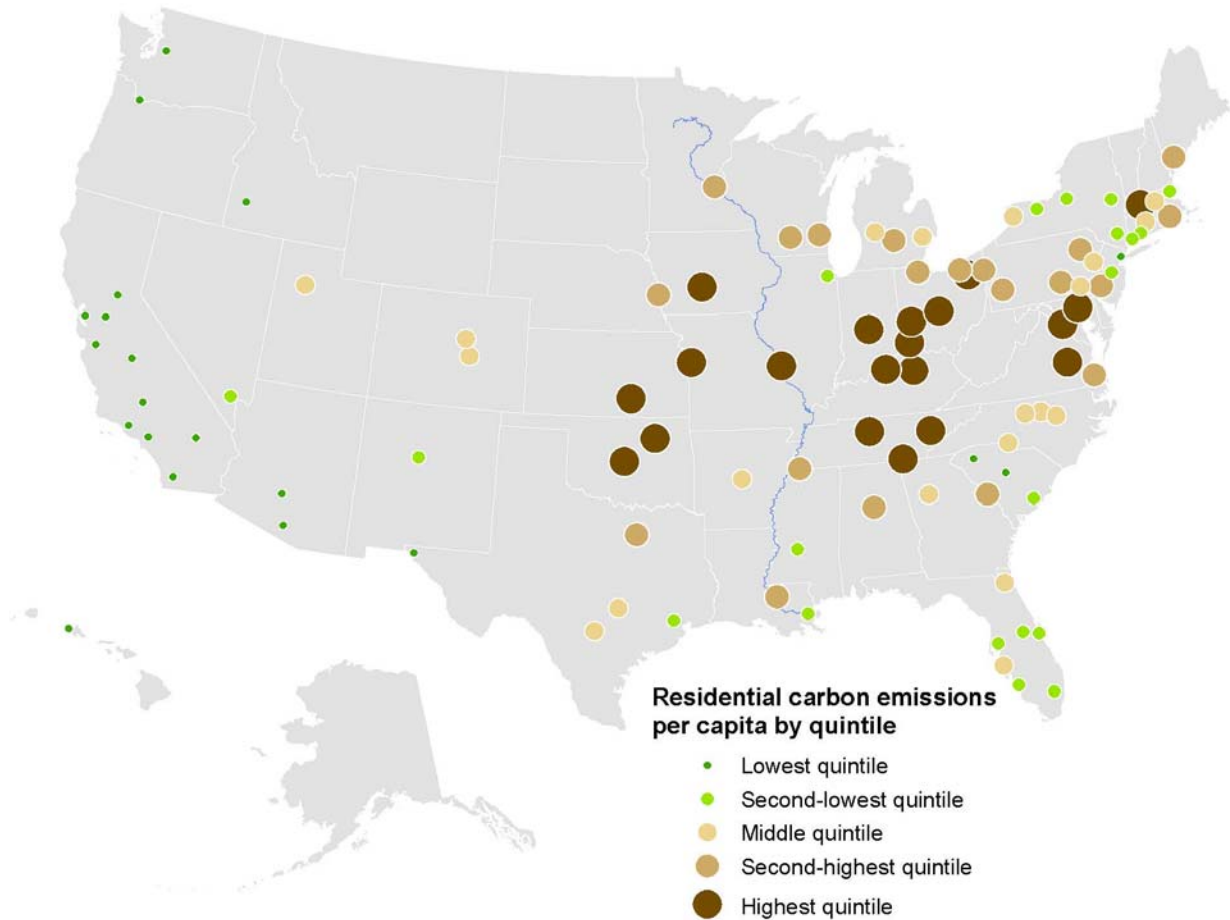 Residential carbon emissions
per capita by quintile
Lowest quintile
Second-lowest quintile
Middle quintile
Second-highest quintile
Highest quintile